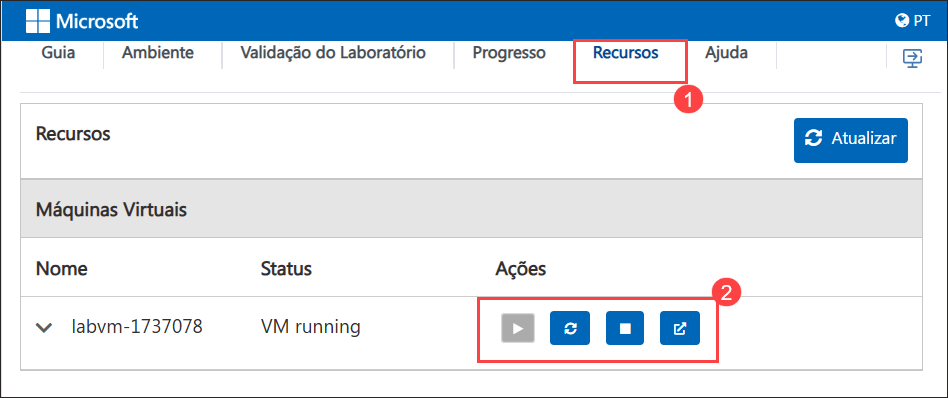 Microsoft PT
Guia Ambiente Validação do Laboratório Progresso Recursos Ajuda
1
Recursos Atualizar
Máquinas Virtuais
Nome Status Ações
2
labvm-1737078 VM running